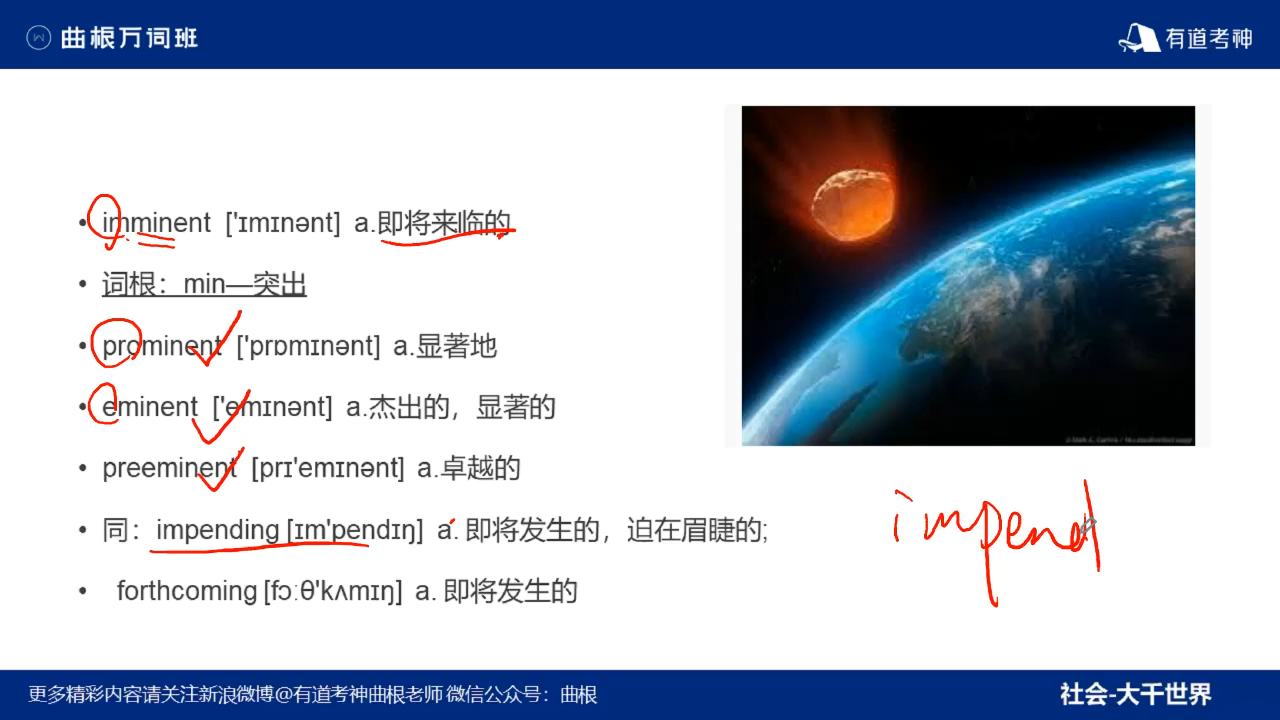 曲根万词班
有道考神
• imminent ['ɪmɪnənt] a.即将来临的
• 词根：min—突出
• prominent ['prɒmɪnənt] a.显著地
• eminent ['emɪnənt] a.杰出的，显著的
• preeminent [prɪ'emɪnənt] a.卓越的
• 同：impending [ɪm'pendɪŋ] a. 即将发生的，迫在眉睫的;
• forthcoming [fɔːθ'kʌmɪŋ] a. 即将发生的
impend
更多精彩内容请关注新浪微博@有道考神曲根老师 微信公众号：曲根
社会-大千世界